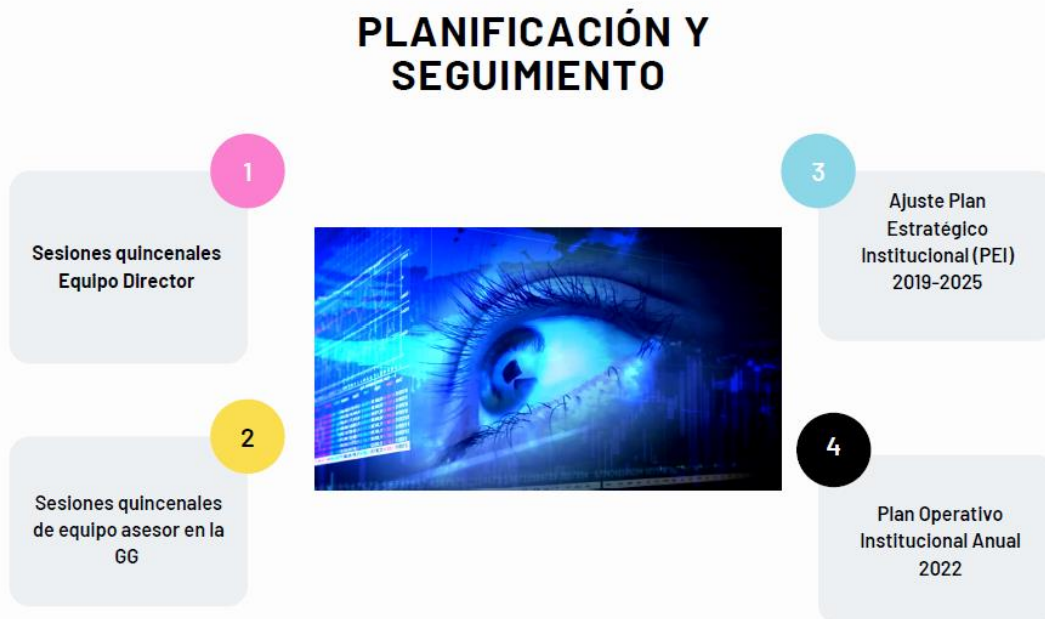 PLANIFICACIÓN Y
SEGUIMIENTO
1
Sesiones quincenales
Equipo Director
2
Sesiones quincenales
de equipo asesor en la
GG
3
Ajuste Plan
Estratégico
Institucional (PEI)
2019-2025
4
Plan Operativo
Institucional Anual
2022